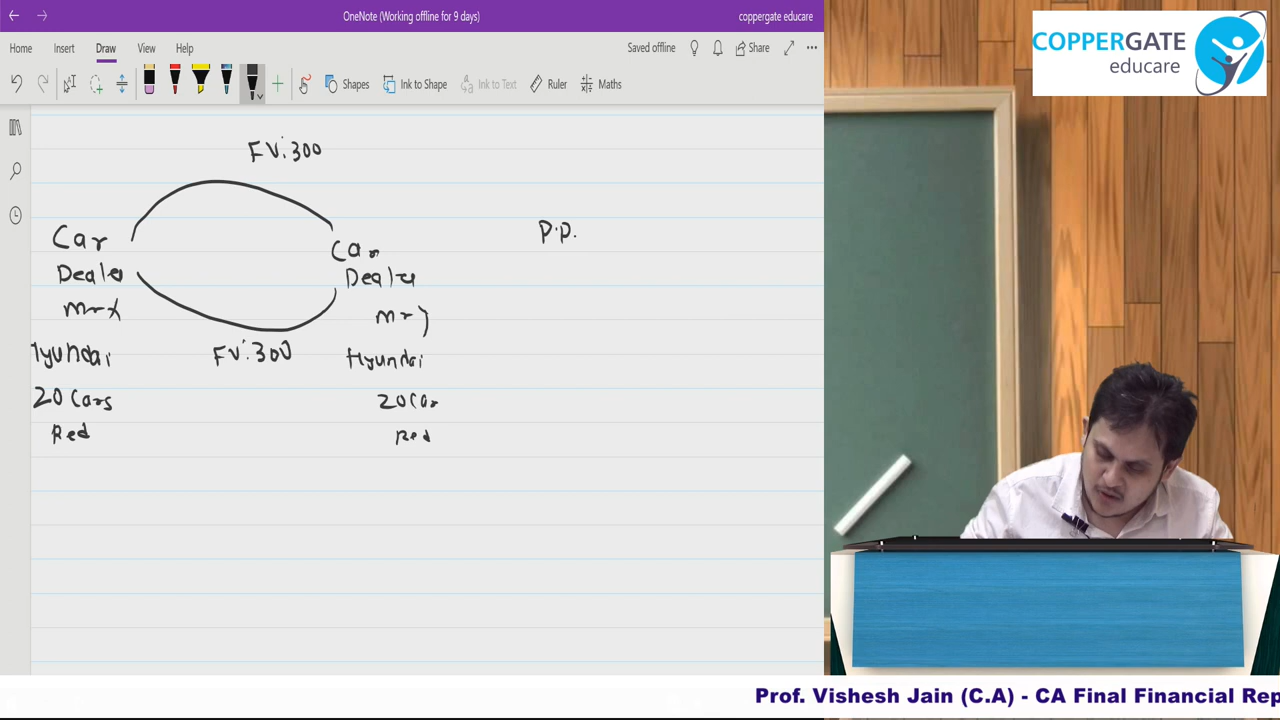 OneNote (Working offline for 9 days)
coppergate educare
Home Insert Draw View Help
Saved offline
Share
Shapes
Ink to Shape
Ink to Text
Ruler
Maths
FV: 300
Car
Dealer
Mr X
Hyundai
20 Cars
Red
FV: 300
Car
Dealer
Mr Y
Hyundai
20 Car
Red
P.P.
COPPERGATE
educare
Prof. Vishesh Jain (C.A) - CA Final Financial Rep